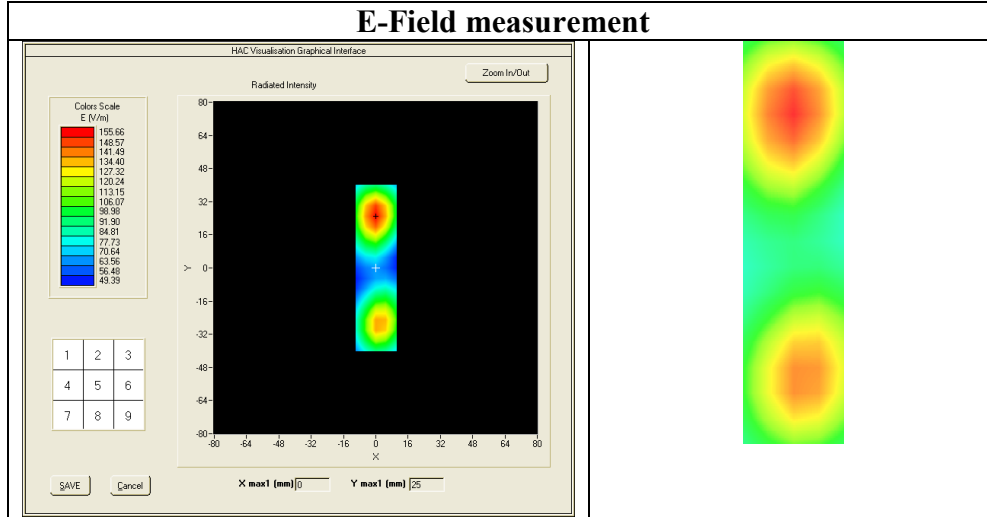 E-Field measurement
HAC Visualisation Graphical Interface
Zoom In/Out
Radiated Intensity
Colors Scale
E (V/m)
155.66
148.57
141.49
134.40
127.32
120.24
113.15
106.07
98.98
91.90
84.81
77.73
70.64
63.56
56.48
49.39
80
64
48
32
16
Y
0
-16
-32
-48
-64
-80
-80 -64 -48 -32 -16 0 16 32 48 64 80
X
1 2 3
4 5 6
7 8 9
SAVE Cancel X max1 (mm) 0 Y max1 (mm) 25